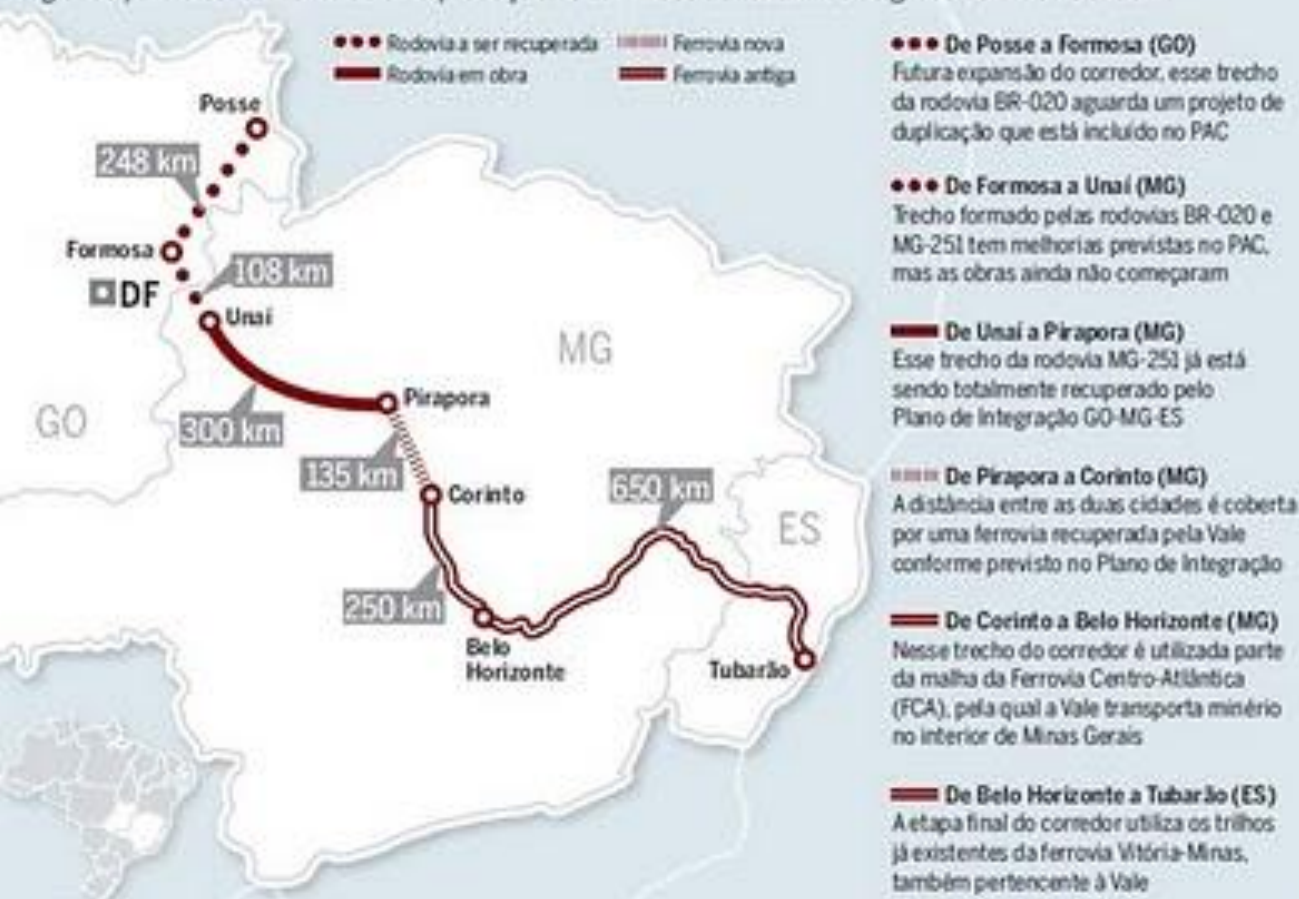 ●●● Rodovia a ser recuperada
Ferrovia nova
Rodovia em obra
Ferrovia antiga
Posse
248 km
Formosa
DF
108 km
Unaí
MG
GO
300 km
Pirapora
135 km
Corinto
650 km
ES
250 km
Belo
Horizonte
Tubarão
●●● De Posse a Formosa (GO)
Futura expansão do corredor, esse trecho
da rodovia BR-020 aguarda um projeto de
duplicação que está incluído no PAC
●●● De Formosa a Unaí (MG)
Trecho formado pelas rodovias BR-020 e
MG-251 tem melhorias previstas no PAC,
mas as obras ainda não começaram
De Unaí a Pirapora (MG)
Esse trecho da rodovia MG-251 já está
sendo totalmente recuperado pelo
Plano de Integração GO-MG-ES
De Pirapora a Corinto (MG)
A distância entre as duas cidades é coberta
por uma ferrovia recuperada pela Vale
conforme previsto no Plano de Integração
De Corinto a Belo Horizonte (MG)
Nesse trecho do corredor é utilizada parte
da malha da Ferrovia Centro-Atlântica
(FCA), pela qual a Vale transporta minério
no interior de Minas Gerais
De Belo Horizonte a Tubarão (ES)
A etapa final do corredor utiliza os trilhos
já existentes da ferrovia Vitória-Minas,
também pertencente à Vale